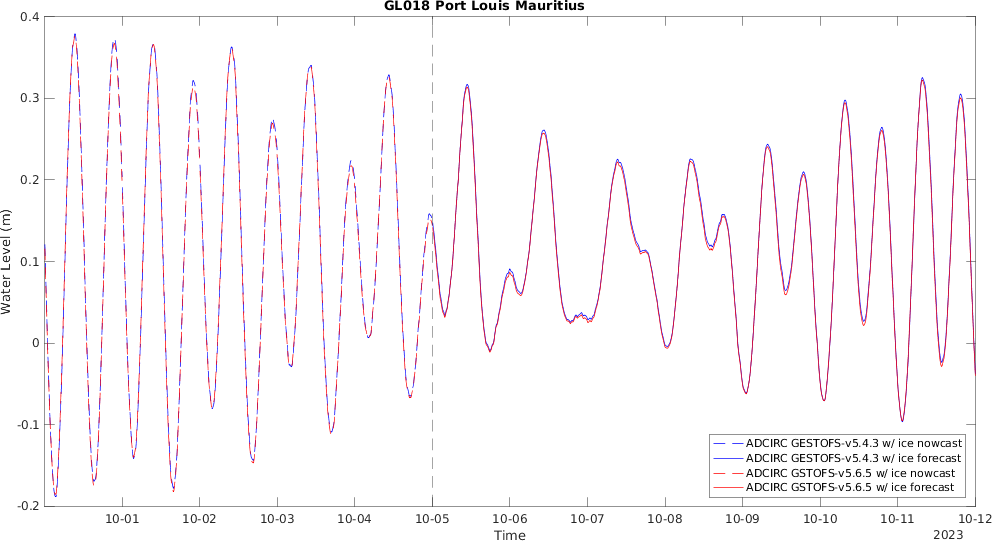 GL018 Port Louis Mauritius
0.4
0.3
0.2
0.1
0
-0.1
-0.2
Water Level (m)
10-01 10-02 10-03 10-04 10-05 10-06 10-07 10-08 10-09 10-10 10-11 10-12
Time
2023
ADCIRC GESTOFS-v5.4.3 w/ ice nowcast
ADCIRC GESTOFS-v5.4.3 w/ ice forecast
ADCIRC GSTOFS-v5.6.5 w/ ice nowcast
ADCIRC GSTOFS-v5.6.5 w/ ice forecast